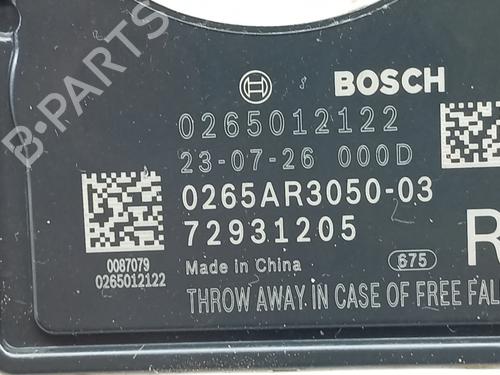 B-PARTS
BOSCH
0265012122
23-07-26 000D
0265AR3050-03
72931205
0087079
0265012122
Made in China
675
R
THROW AWAY IN CASE OF FREE FAL